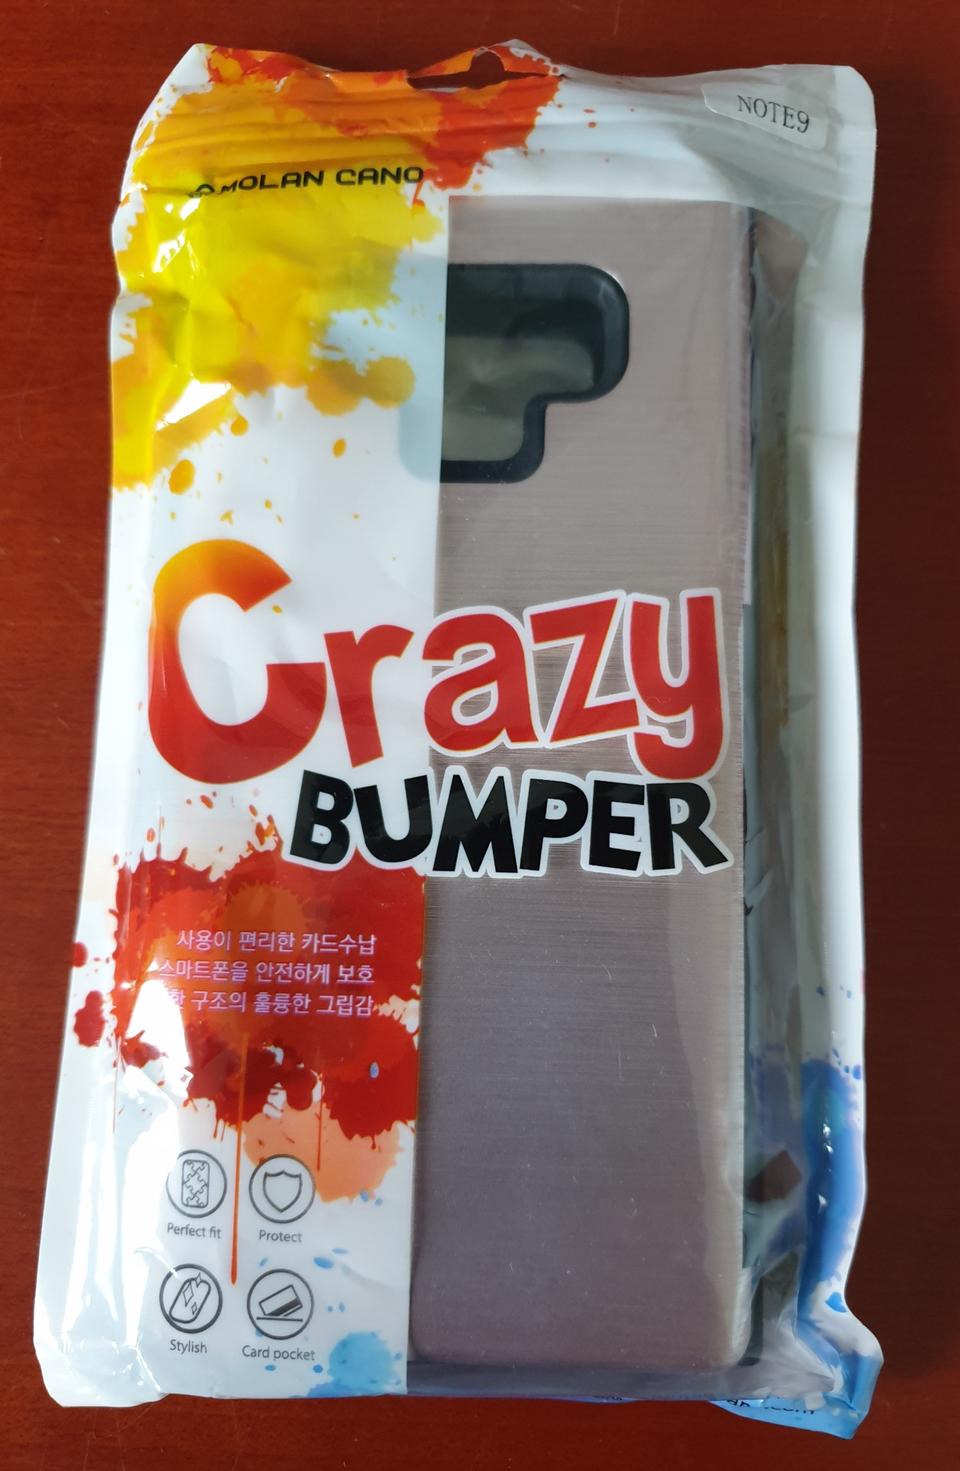 NOTE9
MOLAN CANO
Crazy
BUMPER
사용이 편리한 카드수납
스마트폰을 안전하게 보호
구조의 훌륭한 그립감
Perfect fit
Protect
Stylish
Card pocket